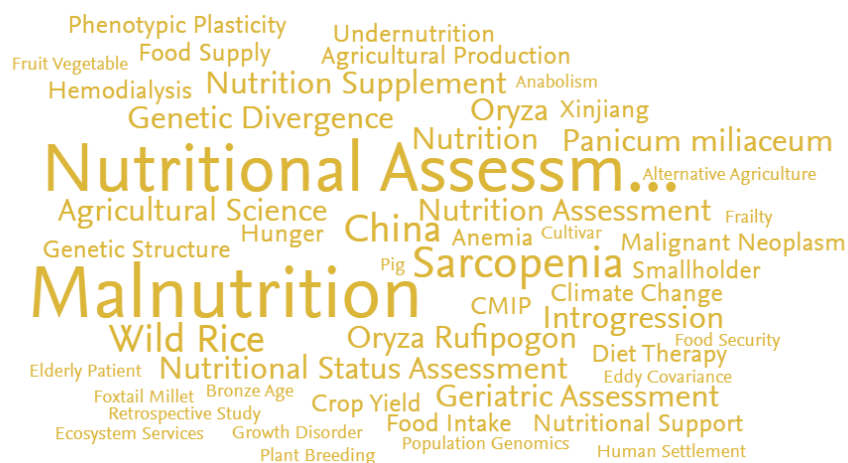 Phenotypic Plasticity
Undernutrition
Fruit Vegetable
Food Supply
Agricultural Production
Hemodialysis
Nutrition Supplement
Anabolism
Genetic Divergence
Oryza
Xinjiang
Nutrition
Panicum miliaceum
Nutritional Assessm...
Alternative Agriculture
Agricultural Science
Nutrition Assessment
Frailty
Hunger
China
Anemia
Cultivar
Malignant Neoplasm
Genetic Structure
Pig
Sarcopenia
Smallholder
Malnutrition
CMIP
Climate Change
Introgression
Wild Rice
Oryza Rufipogon
Food Security
Diet Therapy
Elderly Patient
Nutritional Status Assessment
Eddy Covariance
Foxtail Millet
Bronze Age
Crop Yield
Geriatric Assessment
Retrospective Study
Food Intake
Nutritional Support
Ecosystem Services
Growth Disorder
Population Genomics
Plant Breeding
Human Settlement